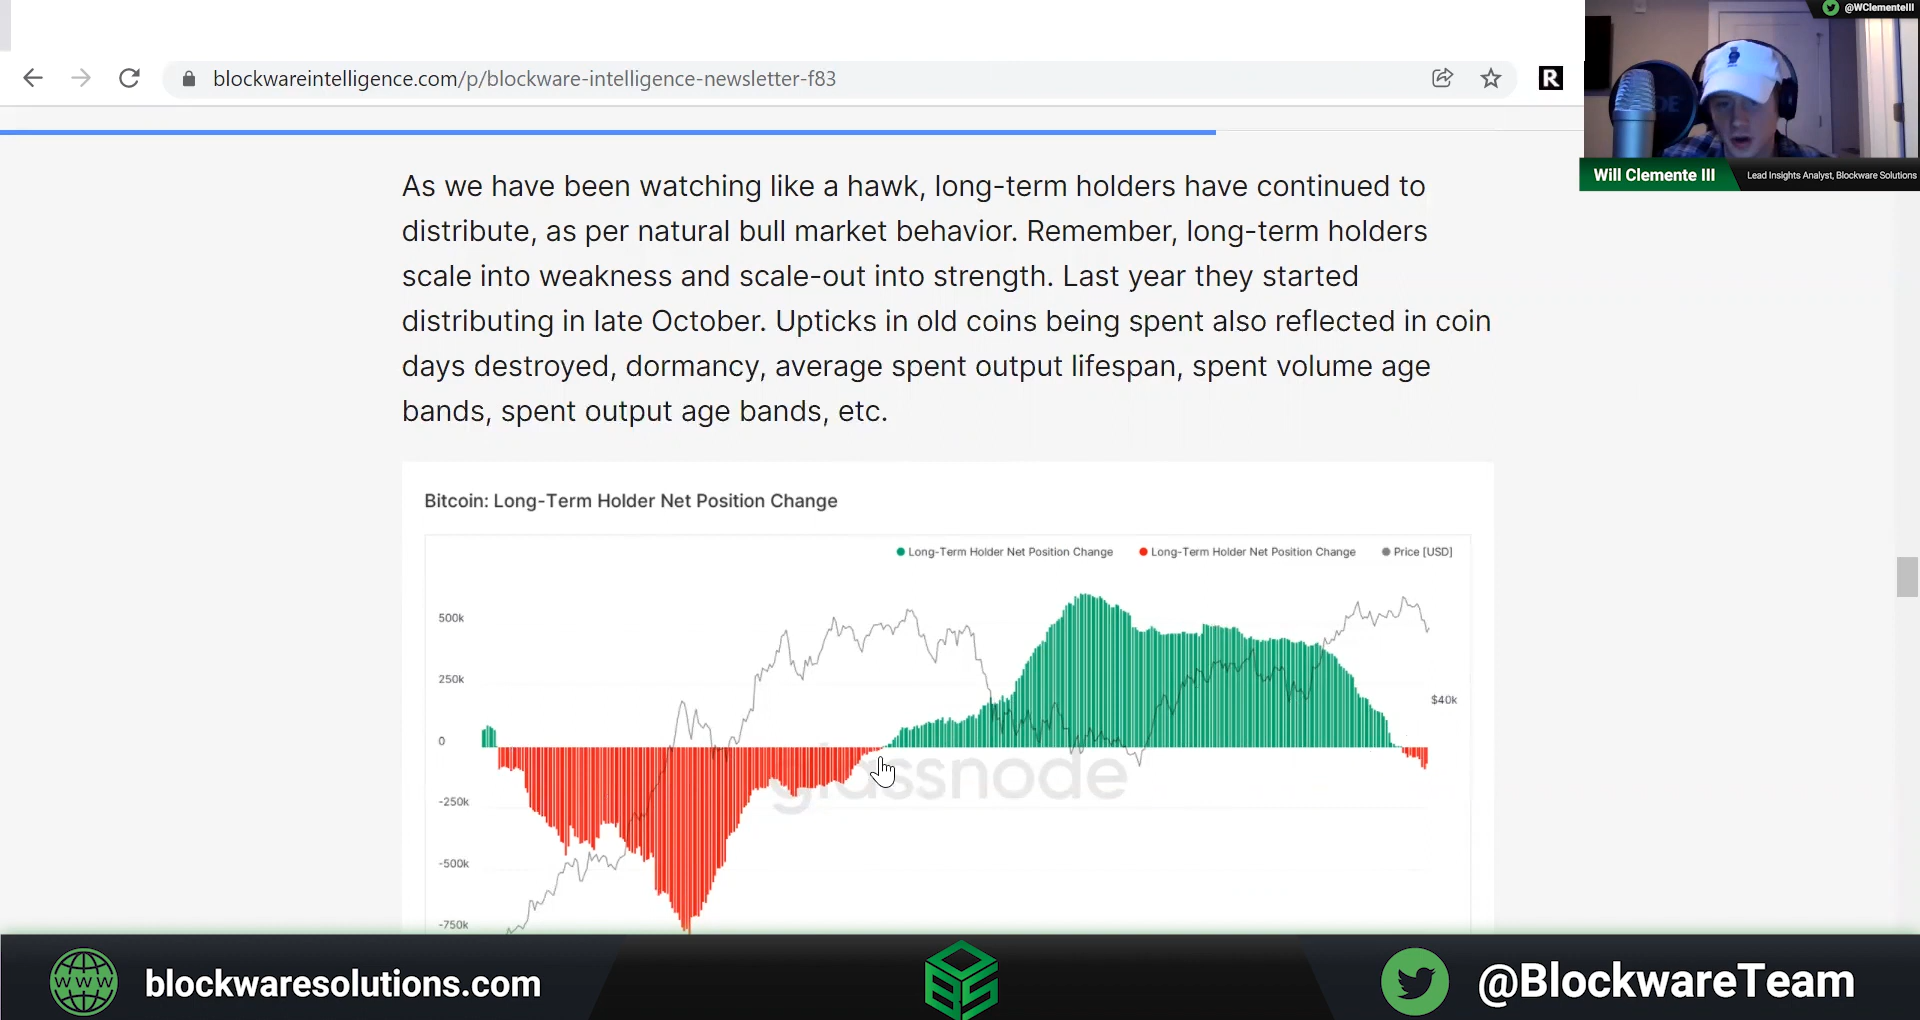 @WClementeIII
blockwareintelligence.com/p/blockware-intelligence-newsletter-f83
R
Will Clemente III
Lead Insights Analyst, Blockware Solutions
As we have been watching like a hawk, long-term holders have continued to
distribute, as per natural bull market behavior. Remember, long-term holders
scale into weakness and scale-out into strength. Last year they started
distributing in late October. Upticks in old coins being spent also reflected in coin
days destroyed, dormancy, average spent output lifespan, spent volume age
bands, spent output age bands, etc.
Bitcoin: Long-Term Holder Net Position Change
Long-Term Holder Net Position Change
Long-Term Holder Net Position Change
Price [USD]
500k
250k
$40k
0
glassnode
-250k
-500k
-750k
WWW
blockwaresolutions.com
@BlockwareTeam